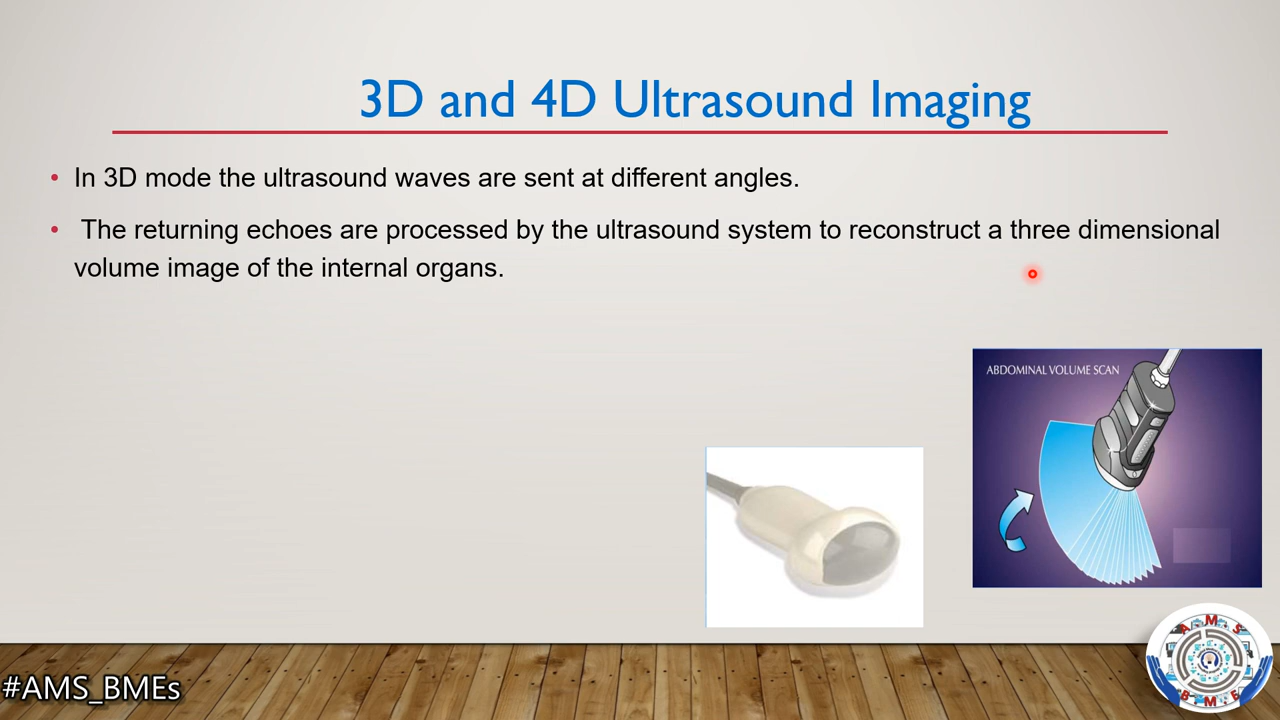 3D and 4D Ultrasound Imaging
• In 3D mode the ultrasound waves are sent at different angles.
• The returning echoes are processed by the ultrasound system to reconstruct a three dimensional
volume image of the internal organs.
ABDOMINAL VOLUME SCAN
#AMS_BMEs
A M S
B M E